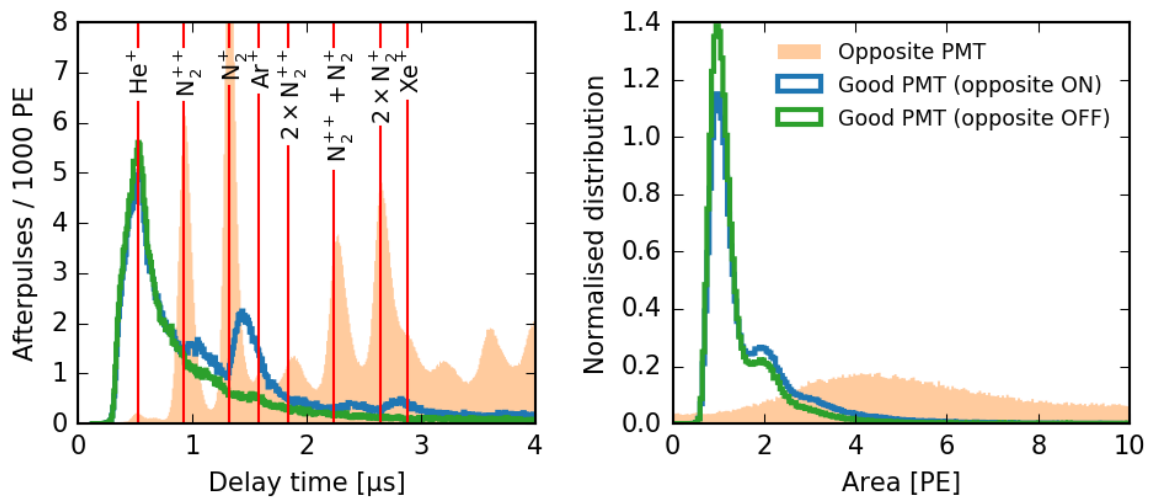 8
7
6
5
4
3
2
1
0
Afterpulses / 1000 PE
He⁺
N₂⁺⁺
N₂⁺
Ar⁺
2 × N₂⁺⁺
N₂⁺⁺ + N₂⁺
2 × N₂⁺
Xe⁺
0 1 2 3 4
Delay time [µs]
1.4
1.2
1.0
0.8
0.6
0.4
0.2
0.0
Normalised distribution
Opposite PMT
Good PMT (opposite ON)
Good PMT (opposite OFF)
0 2 4 6 8 10
Area [PE]